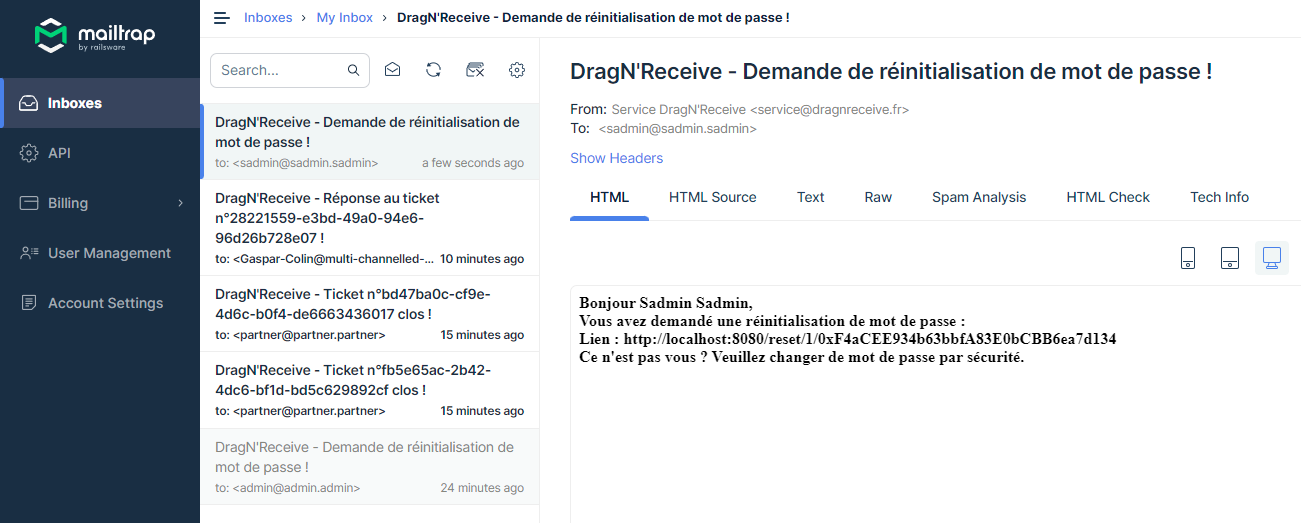 mailtrap
by railsware
Inboxes
API
Billing
User Management
Account Settings
Inboxes › My Inbox › DragN'Receive - Demande de réinitialisation de mot de passe !
Search...
DragN'Receive - Demande de réinitialisation de
mot de passe !
to: <sadmin@sadmin.sadmin> a few seconds ago
DragN'Receive - Réponse au ticket
n°28221559-e3bd-49a0-94e6-
96d26b728e07 !
to: <Gaspar-Colin@multi-channelled-... 10 minutes ago
DragN'Receive - Ticket n°bd47ba0c-cf9e-
4d6c-b0f4-de6663436017 clos !
to: <partner@partner.partner> 15 minutes ago
DragN'Receive - Ticket n°fb5e65ac-2b42-
4dc6-bf1d-bd5c629892cf clos !
to: <partner@partner.partner> 15 minutes ago
DragN'Receive - Demande de réinitialisation de
mot de passe !
to: <admin@admin.admin> 24 minutes ago
DragN'Receive - Demande de réinitialisation de mot de passe !
From: Service DragN'Receive <service@dragnreceive.fr>
To: <sadmin@sadmin.sadmin>
Show Headers
HTML HTML Source Text Raw Spam Analysis HTML Check Tech Info
Bonjour Sadmin Sadmin,
Vous avez demandé une réinitialisation de mot de passe :
Lien : http://localhost:8080/reset/1/0xF4aCEE934b63bbfA83E0bCBB6ea7d134
Ce n'est pas vous ? Veuillez changer de mot de passe par sécurité.